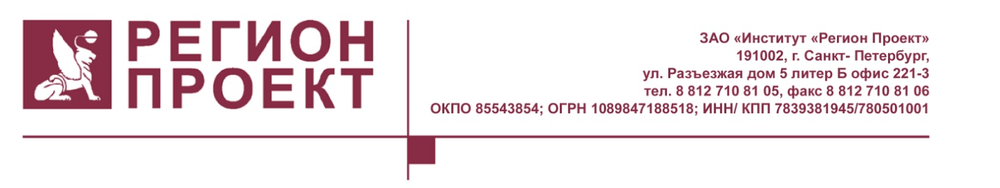 РЕГИОН
ПРОЕКТ
ЗАО «Институт «Регион Проект»
191002, г. Санкт- Петербург,
ул. Разъезжая дом 5 литер Б офис 221-3
тел. 8 812 710 81 05, факс 8 812 710 81 06
ОКПО 85543854; ОГРН 1089847188518; ИНН/ КПП 7839381945/780501001